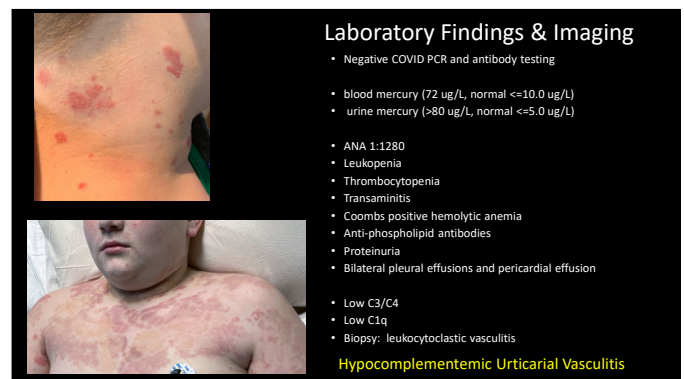 Laboratory Findings & Imaging
• Negative COVID PCR and antibody testing
• blood mercury (72 ug/L, normal <=10.0 ug/L)
• urine mercury (>80 ug/L, normal <=5.0 ug/L)
• ANA 1:1280
• Leukopenia
• Thrombocytopenia
• Transaminitis
• Coombs positive hemolytic anemia
• Anti-phospholipid antibodies
• Proteinuria
• Bilateral pleural effusions and pericardial effusion
• Low C3/C4
• Low C1q
• Biopsy: leukocytoclastic vasculitis
Hypocomplementemic Urticarial Vasculitis